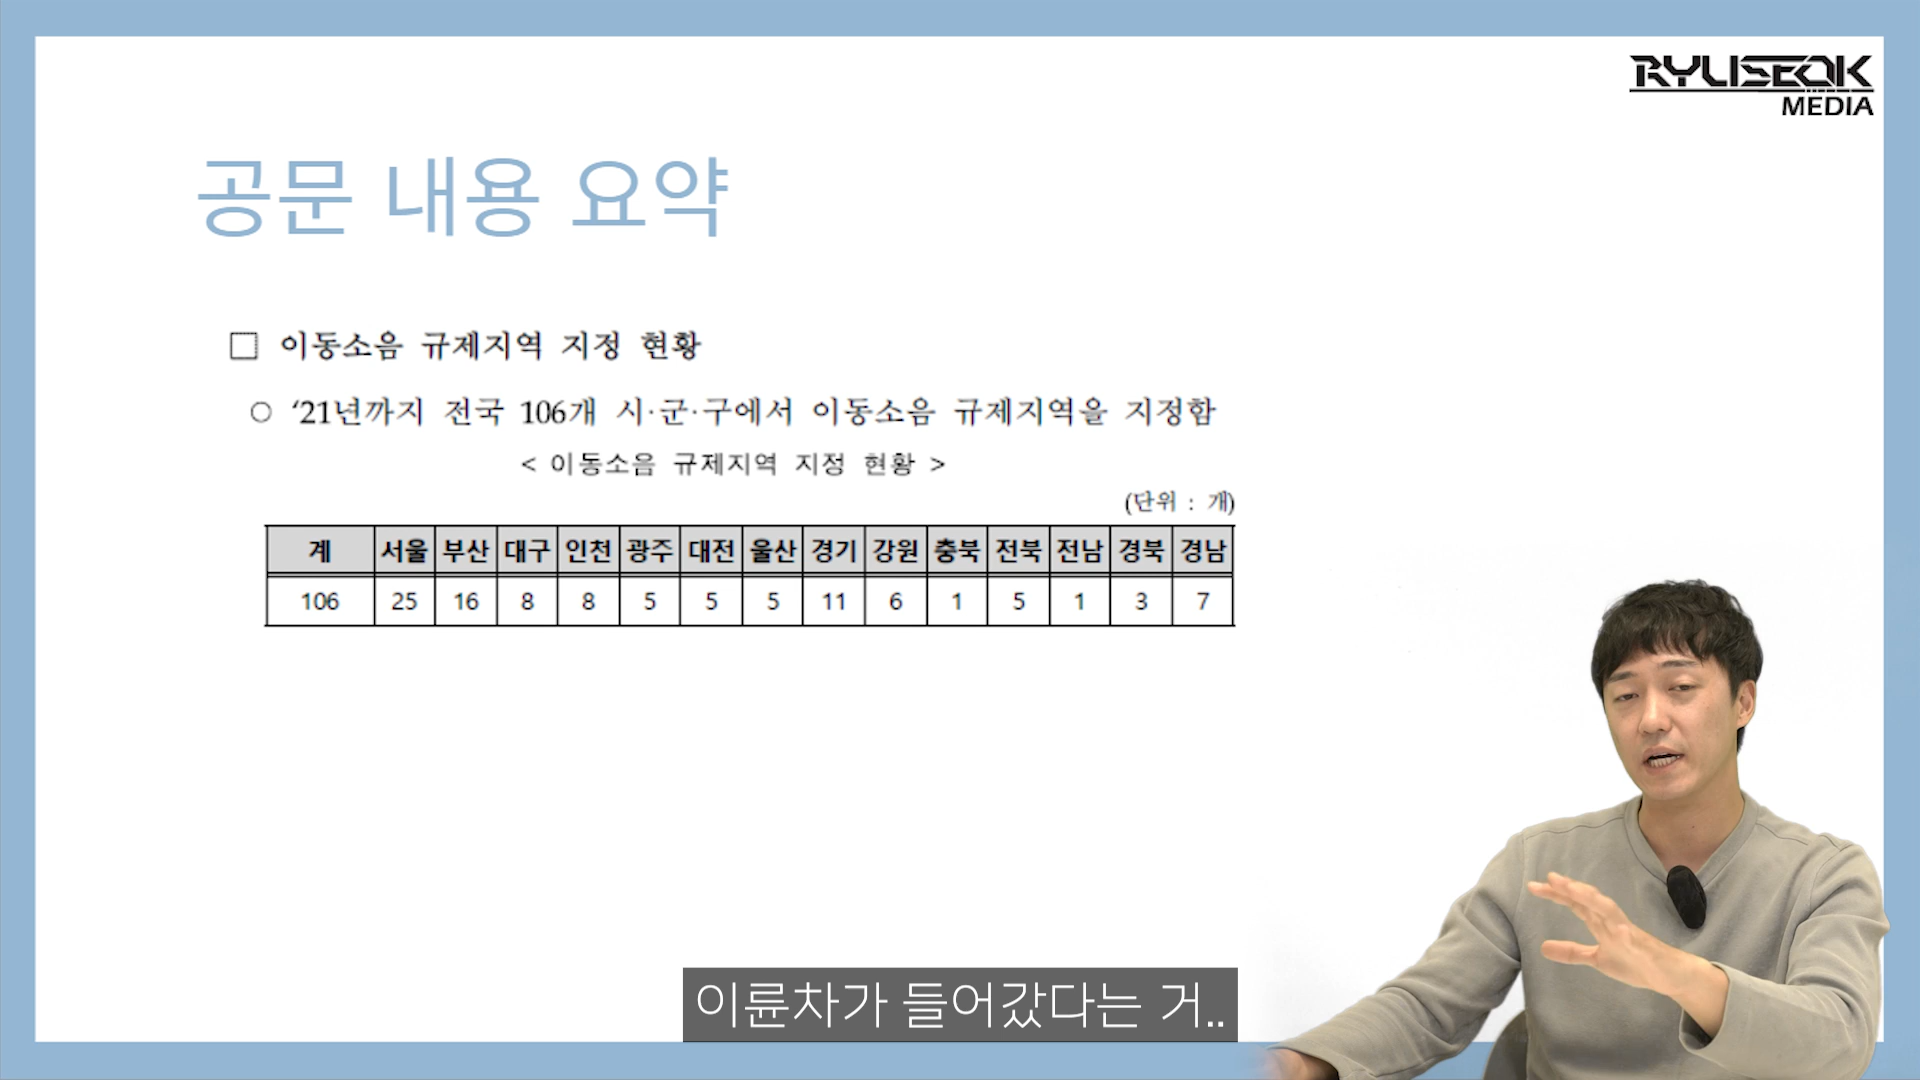 RYUSEOK
MEDIA
공문 내용 요약
□ 이동소음 규제지역 지정 현황
○ ‘21년까지 전국 106개 시·군·구에서 이동소음 규제지역을 지정함
< 이동소음 규제지역 지정 현황 >
(단위 : 개)
계 서울 부산 대구 인천 광주 대전 울산 경기 강원 충북 전북 전남 경북 경남
106 25 16 8 8 5 5 5 11 6 1 5 1 3 7
이륜차가 들어갔다는 거..